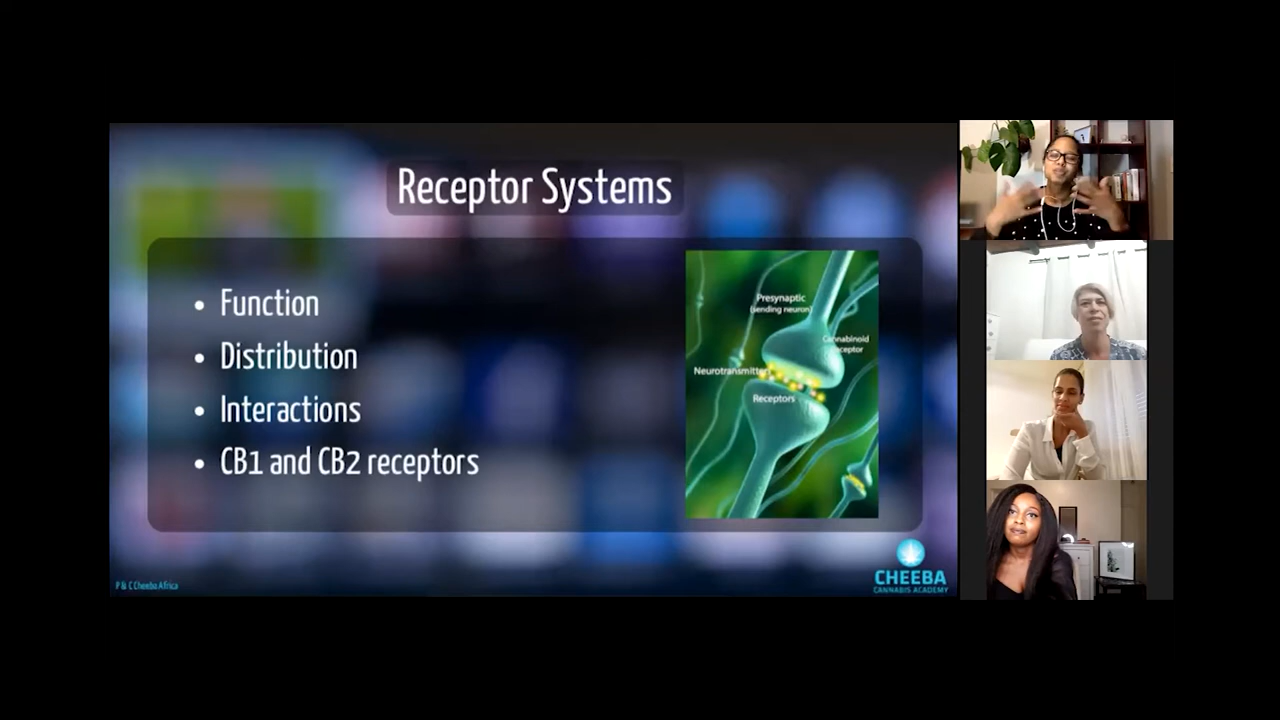 Receptor Systems
• Function
• Distribution
• Interactions
• CB1 and CB2 receptors
Presynaptic
(sending neuron)
Cannabinoid
receptor
Neurotransmitter
Receptors
CHEEBA
CANNABIS ACADEMY
P & C Cheeba Africa